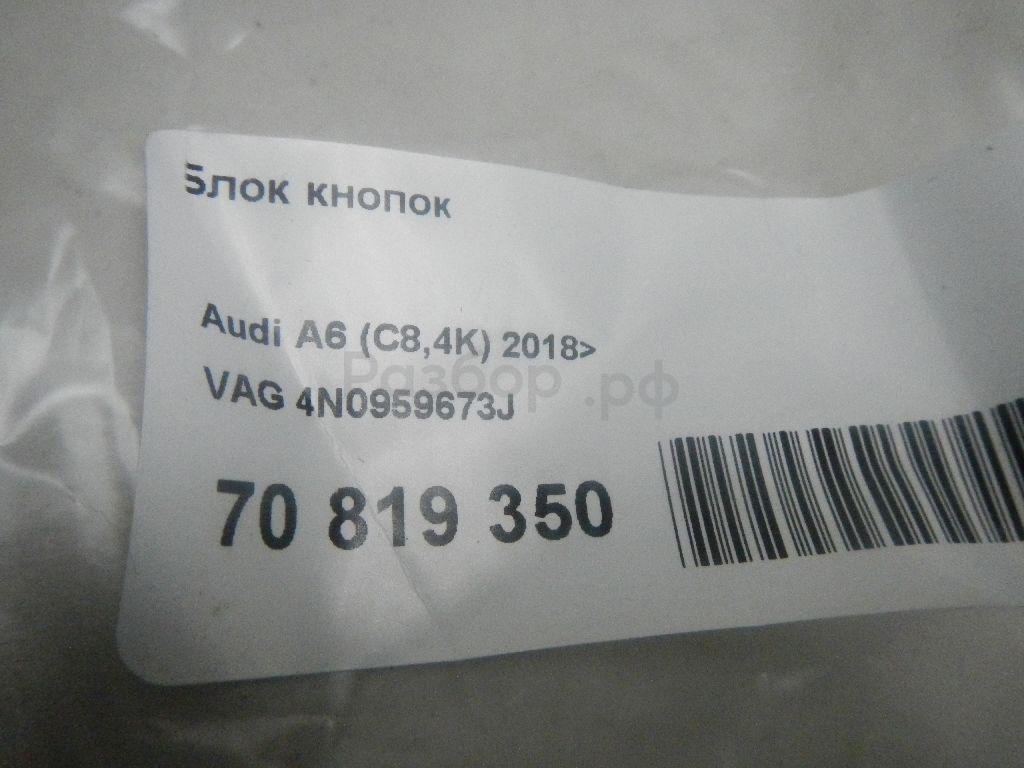 Блок кнопок
Audi A6 (C8,4K) 2018>
Разбор.рф
VAG 4N0959673J
70 819 350